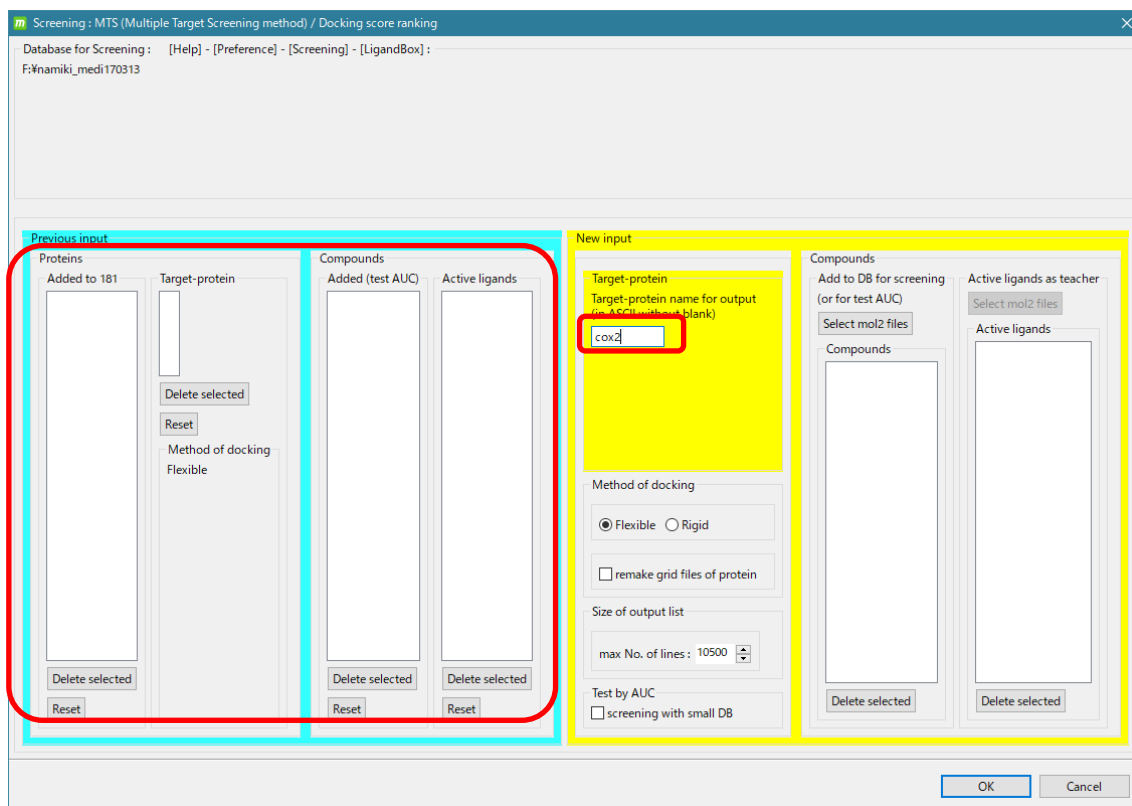 m Screening : MTS (Multiple Target Screening method) / Docking score ranking
Database for Screening : [Help] - [Preference] - [Screening] - [LigandBox] :
F:¥namiki_medi170313
Previous input
Proteins
Added to 181
Target-protein
Delete selected
Reset
Method of docking
Flexible
Delete selected
Reset
Compounds
Added (test AUC)
Active ligands
Delete selected
Delete selected
Reset
Reset
New input
Target-protein
Target-protein name for output
(in ASCII without blank)
cox2
Method of docking
Flexible
Rigid
remake grid files of protein
Size of output list
max No. of lines : 10500
Test by AUC
screening with small DB
Compounds
Add to DB for screening
(or for test AUC)
Select mol2 files
Compounds
Delete selected
Active ligands as teacher
Select mol2 files
Active ligands
Delete selected
OK
Cancel